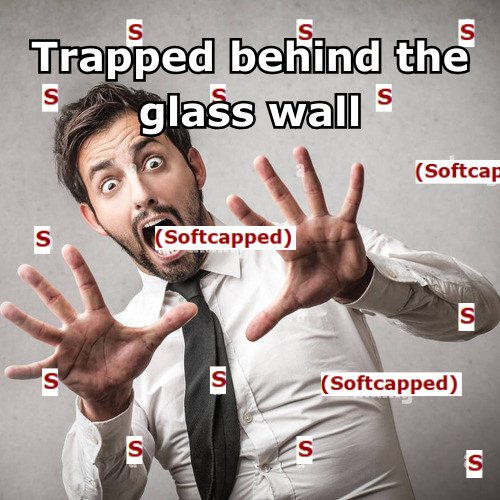 S S S
Trapped behind the
S S S
glass wall
(Softcap
S (Softcapped)
S
S S (Softcapped)
S S S